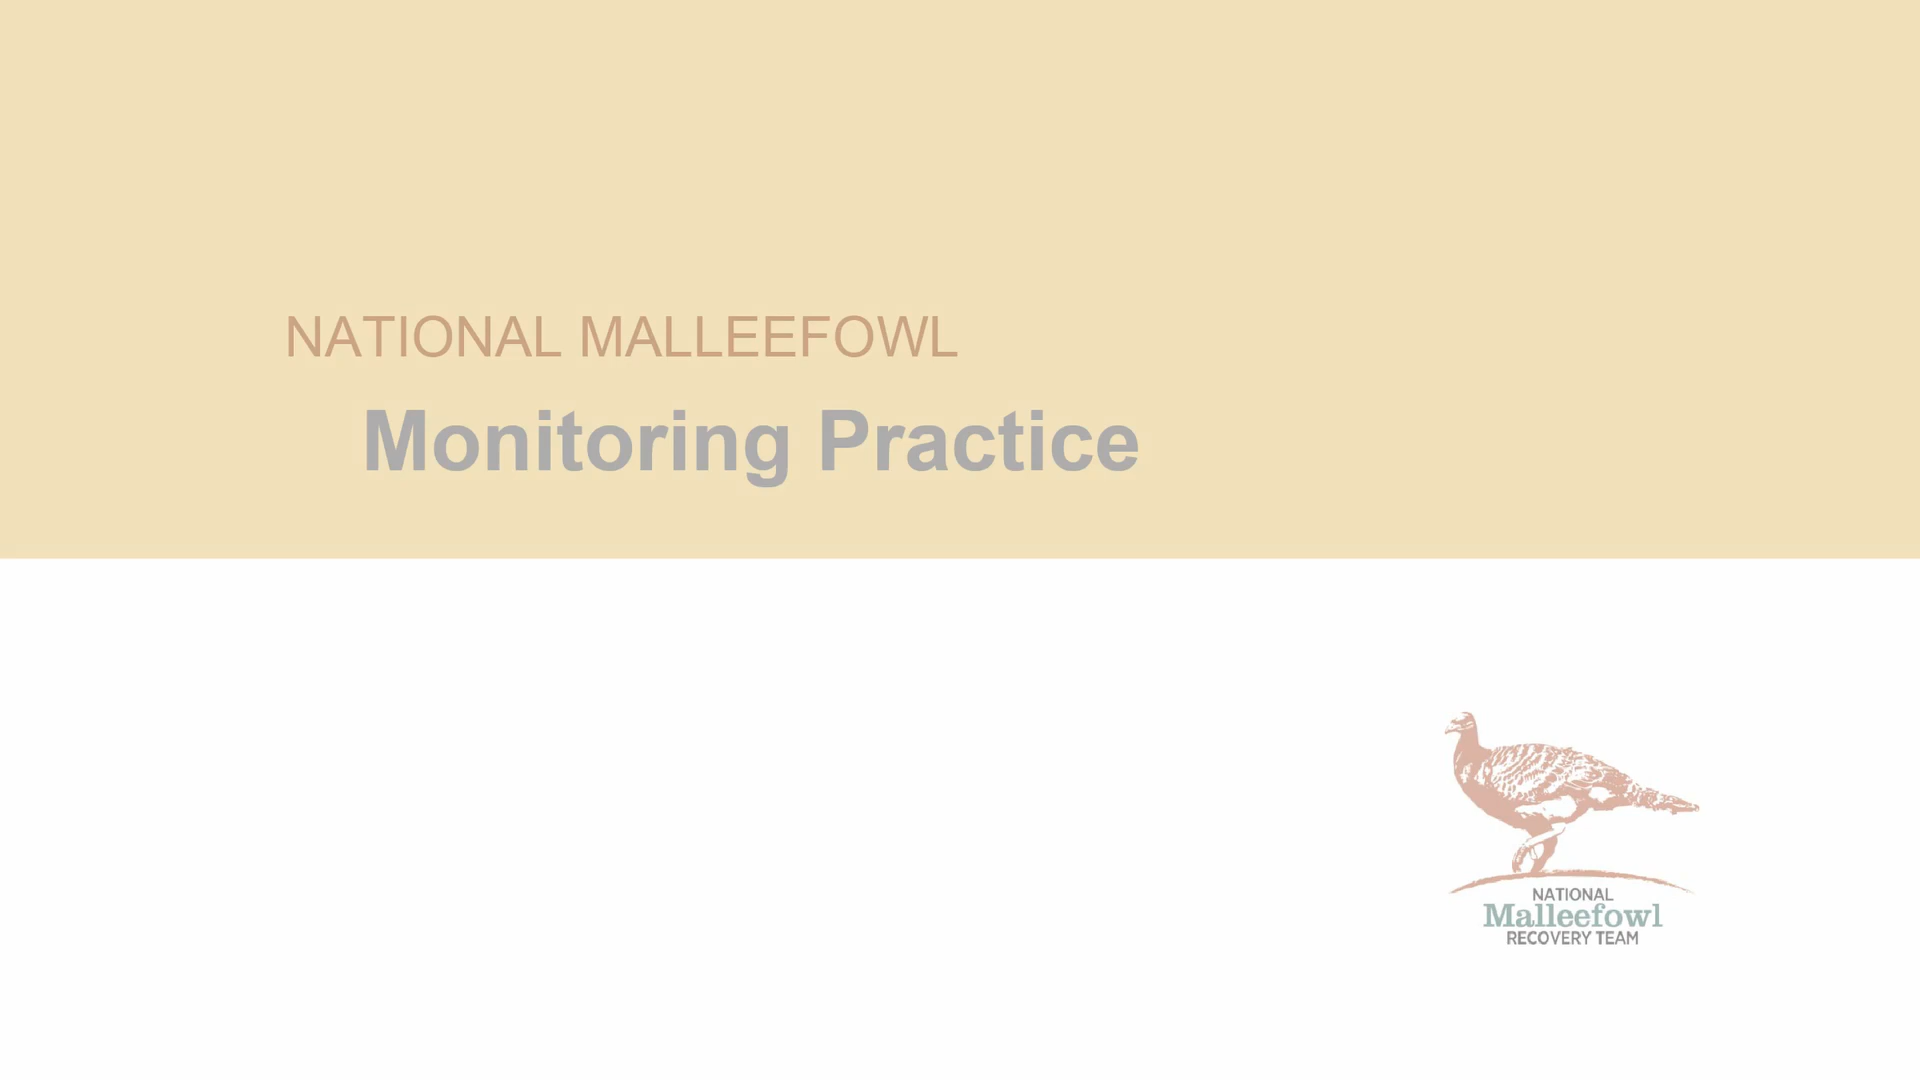 NATIONAL MALLEEFOWL
Monitoring Practice
NATIONAL
Malleefowl
RECOVERY TEAM